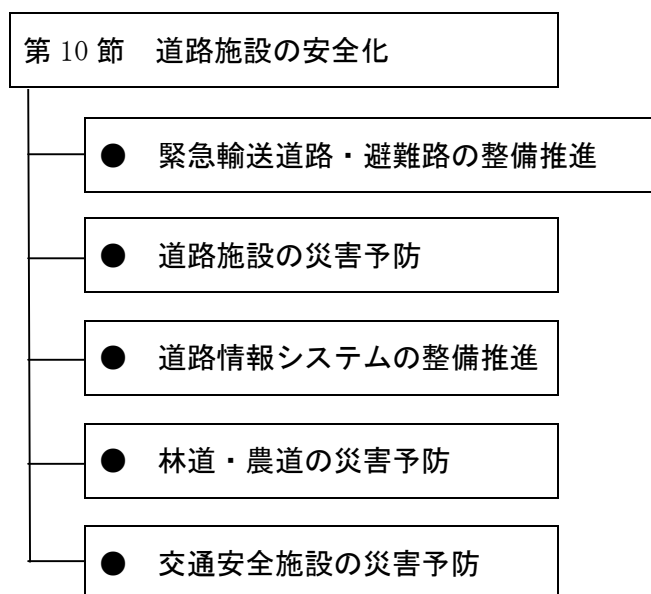 第10節　道路施設の安全化
●　緊急輸送道路・避難路の整備推進
●　道路施設の災害予防
●　道路情報システムの整備推進
●　林道・農道の災害予防
●　交通安全施設の災害予防